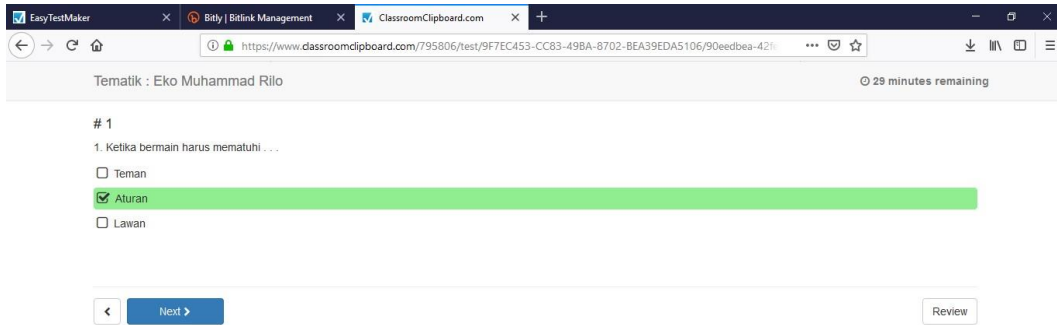 EasyTestMaker
Bitly | Bitlink Management
ClassroomClipboard.com
https://www.classroomclipboard.com/795806/test/9F7EC453-CC83-49BA-8702-BEA39EDA5106/90eedbea-42f
Tematik : Eko Muhammad Rilo
29 minutes remaining
# 1
1. Ketika bermain harus mematuhi . . .
Teman
Aturan
Lawan
Next
Review